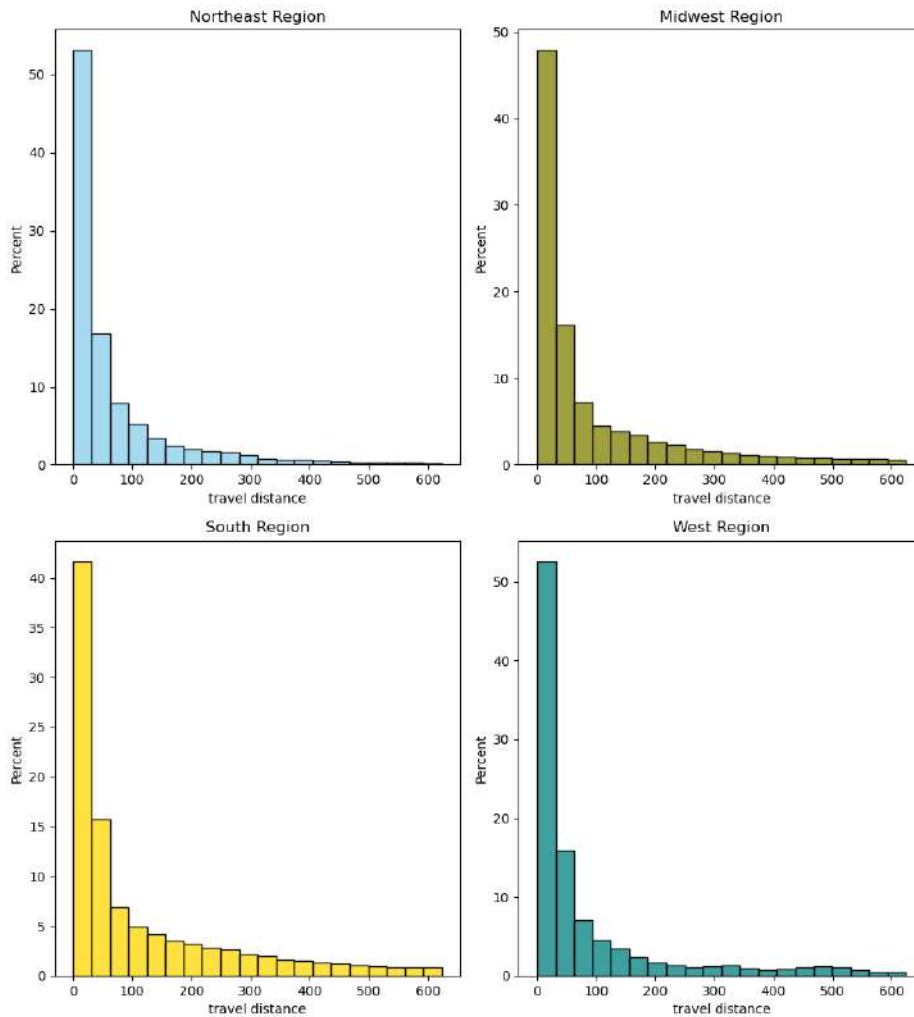 Northeast Region
50
40
30
20
10
0
Percent
0 100 200 300 400 500 600
travel distance
Midwest Region
50
40
30
20
10
0
Percent
0 100 200 300 400 500 600
travel distance
South Region
40
35
30
25
20
15
10
5
0
Percent
0 100 200 300 400 500 600
travel distance
West Region
50
40
30
20
10
0
Percent
0 100 200 300 400 500 600
travel distance